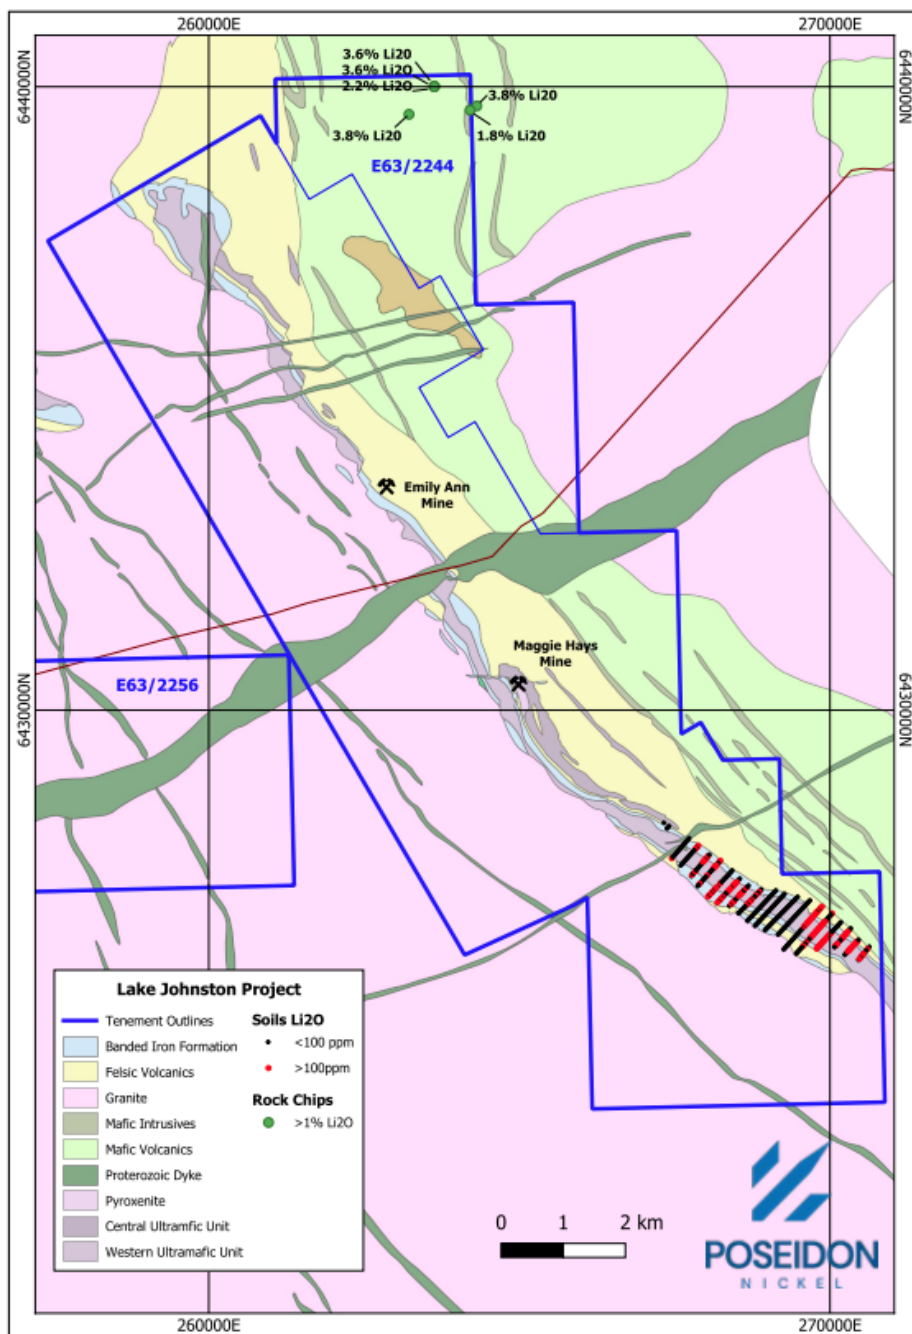 260000E
270000E
3.6% Li20
3.6% Li2O
2.2% Li2O
6440000N
6440000N
3.8% Li20
3.8% Li20
1.8% Li20
E63/2244
Emily Ann
Mine
Maggie Hays
Mine
E63/2256
6430000N
6430000N
Lake Johnston Project
Tenement Outlines
Banded Iron Formation
Felsic Volcanics
Granite
Mafic Intrusives
Mafic Volcanics
Proterozoic Dyke
Pyroxenite
Central Ultramfic Unit
Western Ultramafic Unit
Soils Li2O
<100 ppm
>100ppm
Rock Chips
>1% Li2O
0 1 2 km
POSEIDON
NICKEL
260000E
270000E